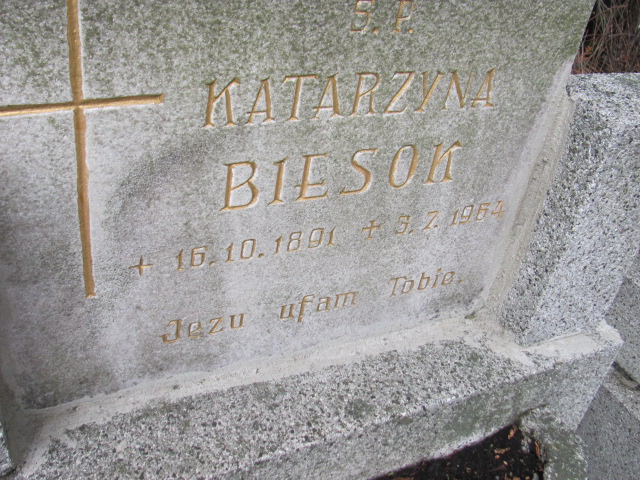 Ś. P.
KATARZYNA
BIESOK
+ 16.10.1891 + 3.7.1964
Jezu ufam Tobie.